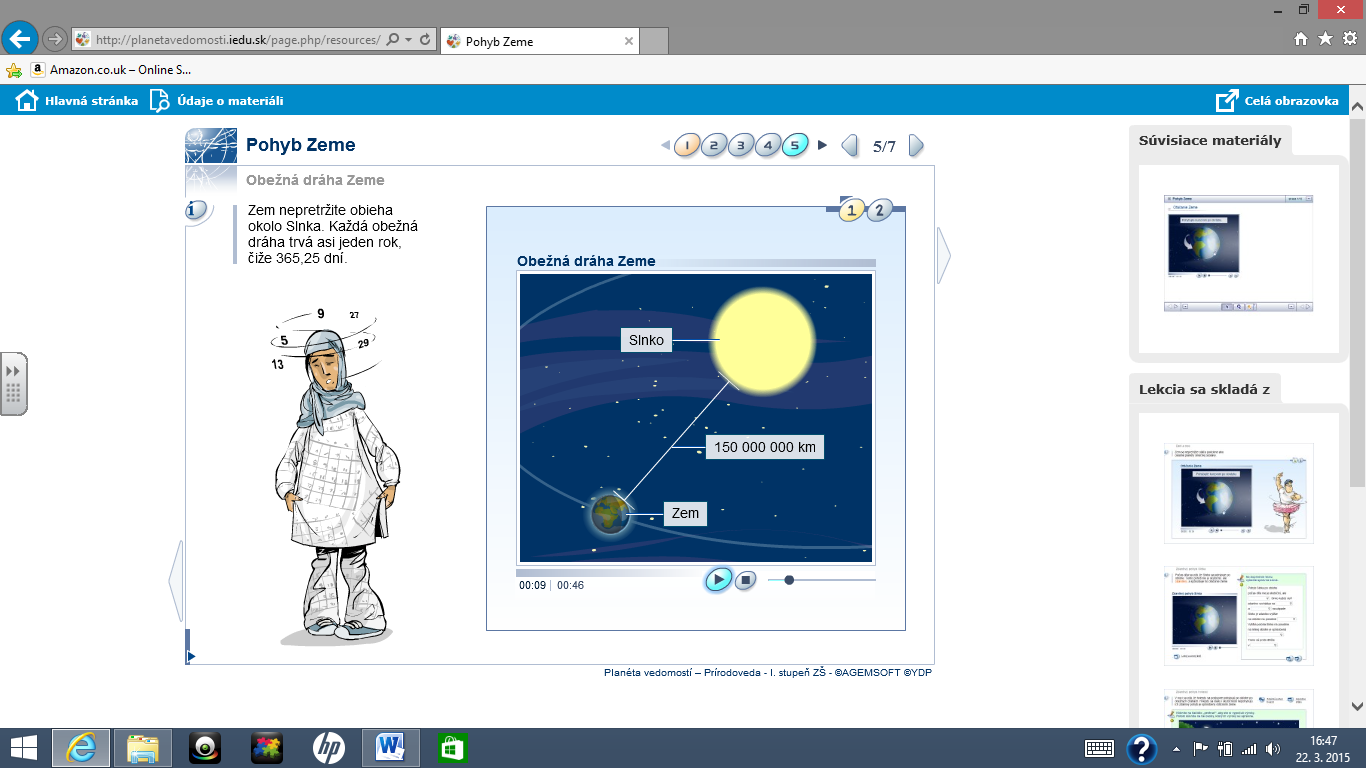 http://planetavedomosti.iedu.sk/page.php/resources/
Pohyb Zeme
Amazon.co.uk – Online S...
Hlavná stránka
Údaje o materiáli
Celá obrazovka
Pohyb Zeme
1 2 3 4 5
5/7
Obežná dráha Zeme
i
Zem nepretržite obieha
okolo Slnka. Každá obežná
dráha trvá asi jeden rok,
čiže 365,25 dní.
9
27
5
29
13
1 2
Obežná dráha Zeme
Slnko
150 000 000 km
Zem
00:09 | 00:46
Planéta vedomostí – Prírodoveda - I. stupeň ZŠ - ©AGEMSOFT ©YDP
Súvisiace materiály
Pohyb Zeme
Lekcia sa skladá z
hp
16:47
22. 3. 2015